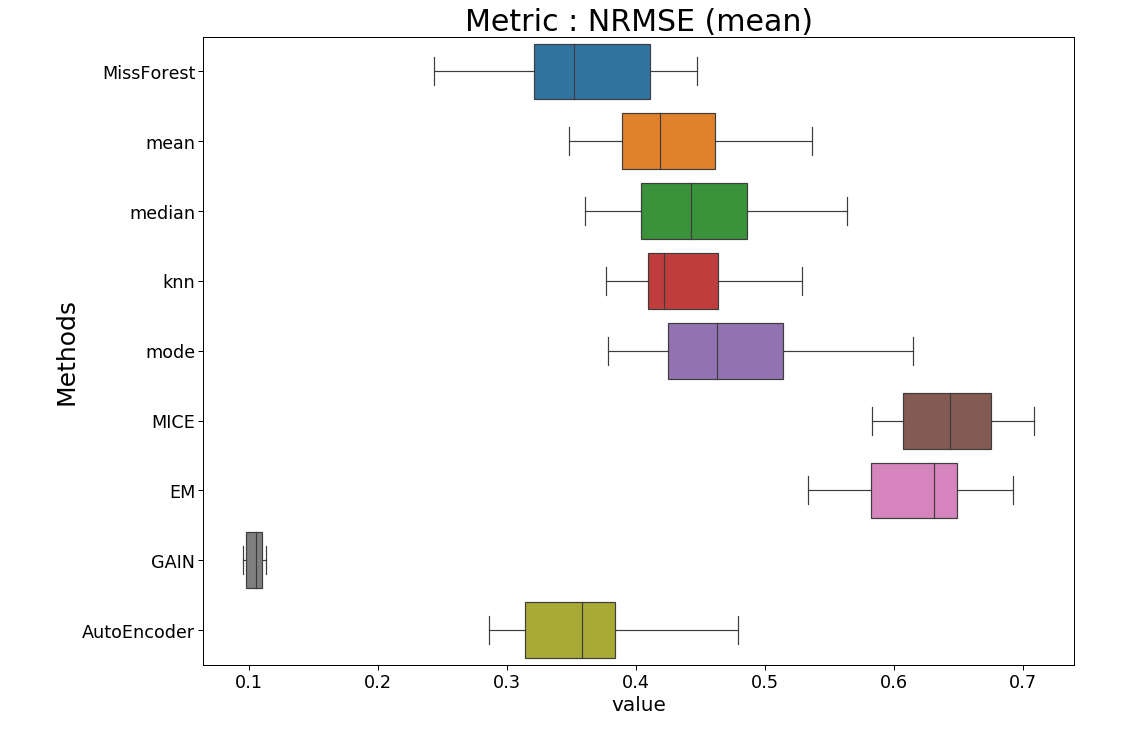 Metric : NRMSE (mean)
MissForest
mean
median
knn
mode
MICE
EM
GAIN
AutoEncoder
Methods
0.1 0.2 0.3 0.4 0.5 0.6 0.7
value